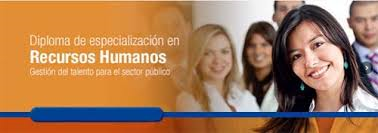 Diploma de especialización en
Recursos Humanos
Gestión del talento para el sector público